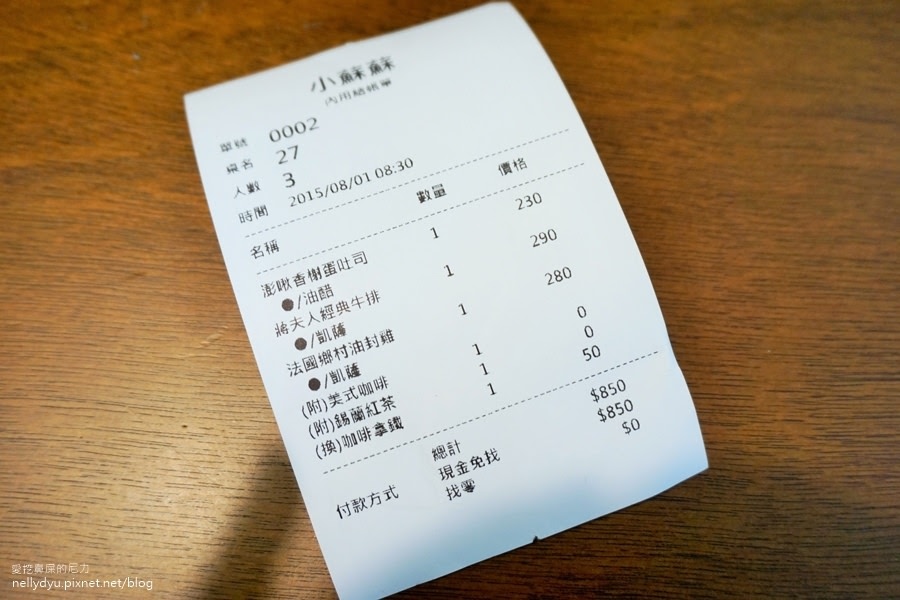 小蘇蘇
內用結帳單
單號 0002
桌名 27
人數 3
時間 2015/08/01 08:30
名稱 數量 價格
澎啾香榭蛋吐司 1 230
●/油醋
蔣夫人經典牛排 1 290
●/凱薩
法國鄉村油封雞 1 280
●/凱薩
(附)美式咖啡 1 0
(附)錫蘭紅茶 1 0
(換)咖啡拿鐵 1 50
總計 $850
付款方式 現金免找 $850
找零 $0
愛挖鼻屎的尼力
nellydyu.pixnet.net/blog